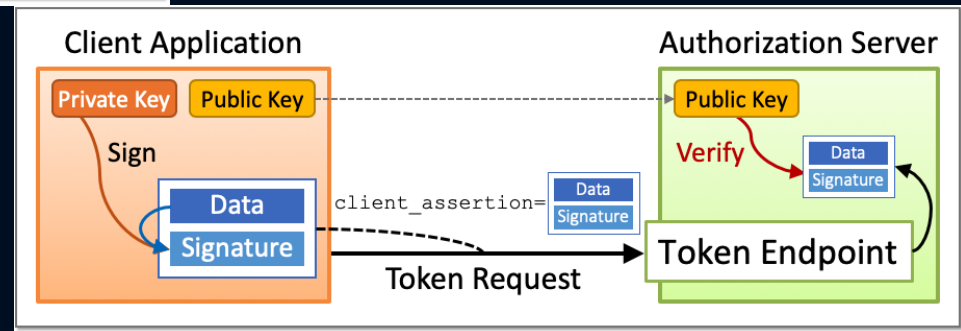 Client Application
Authorization Server
Private Key
Public Key
Public Key
Sign
Verify
Data
Signature
Data
Signature
client_assertion=
Data
Signature
Token Request
Token Endpoint